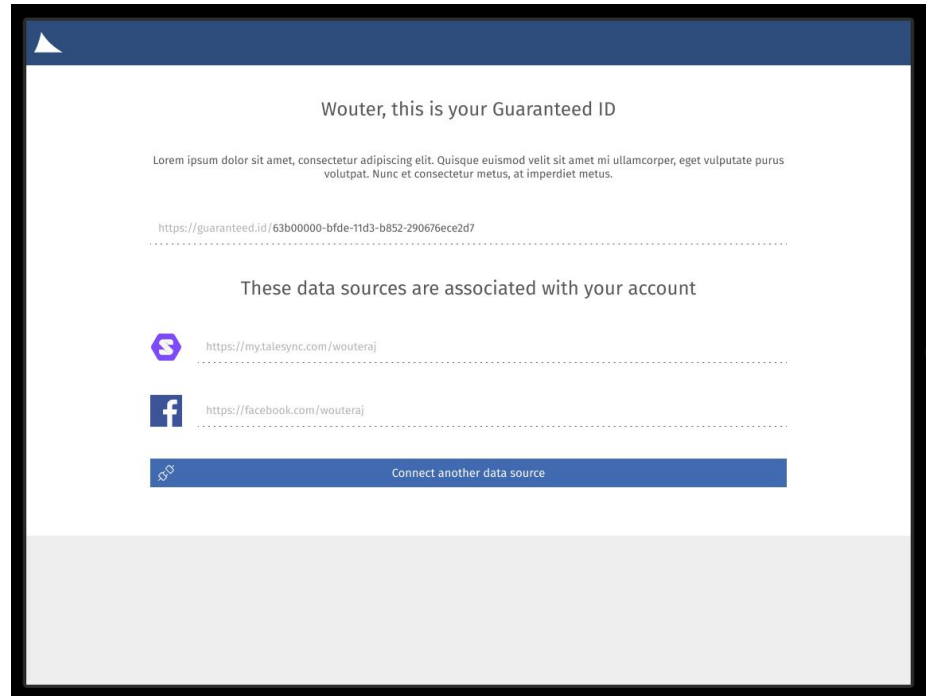 Wouter, this is your Guaranteed ID
Lorem ipsum dolor sit amet, consectetur adipiscing elit. Quisque euismod velit sit amet mi ullamcorper, eget vulputate purus
volutpat. Nunc et consectetur metus, at imperdiet metus.
https://guaranteed.id/63b00000-bfde-11d3-b852-290676ece2d7
These data sources are associated with your account
https://my.talesync.com/wouteraj
https://facebook.com/wouteraj
Connect another data source